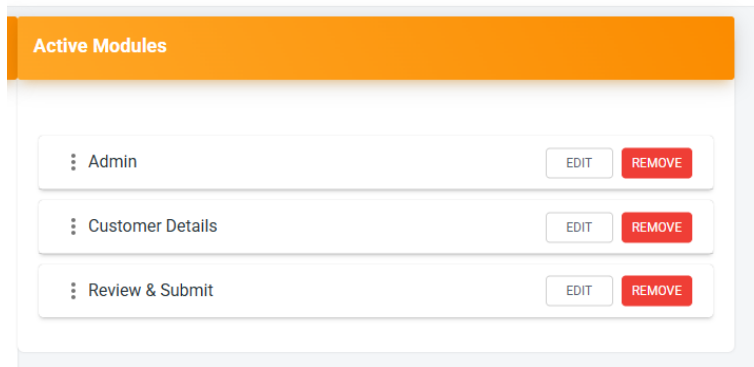 Active Modules
Admin EDIT REMOVE
Customer Details EDIT REMOVE
Review & Submit EDIT REMOVE